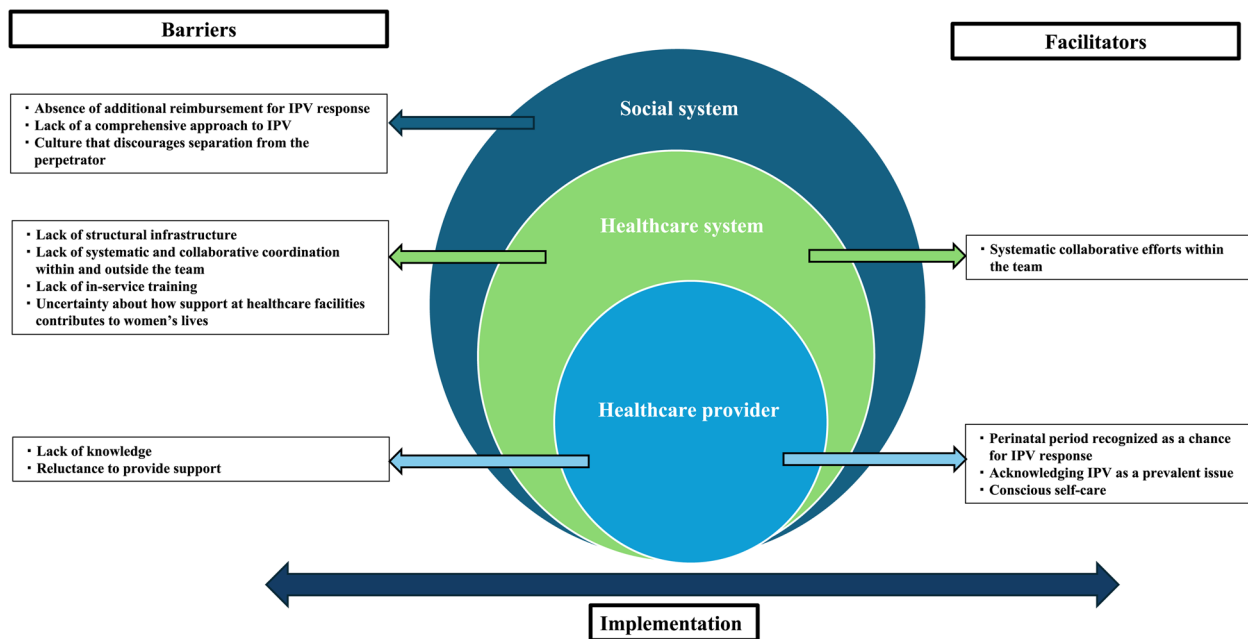 Barriers
Facilitators
Social system
▪ Absence of additional reimbursement for IPV response
▪ Lack of a comprehensive approach to IPV
▪ Culture that discourages separation from the
perpetrator
Healthcare system
▪ Lack of structural infrastructure
▪ Lack of systematic and collaborative coordination
within and outside the team
▪ Lack of in-service training
▪ Uncertainty about how support at healthcare facilities
contributes to women’s lives
▪ Systematic collaborative efforts within
the team
Healthcare provider
▪ Lack of knowledge
▪ Reluctance to provide support
▪ Perinatal period recognized as a chance
for IPV response
▪ Acknowledging IPV as a prevalent issue
▪ Conscious self-care
Implementation